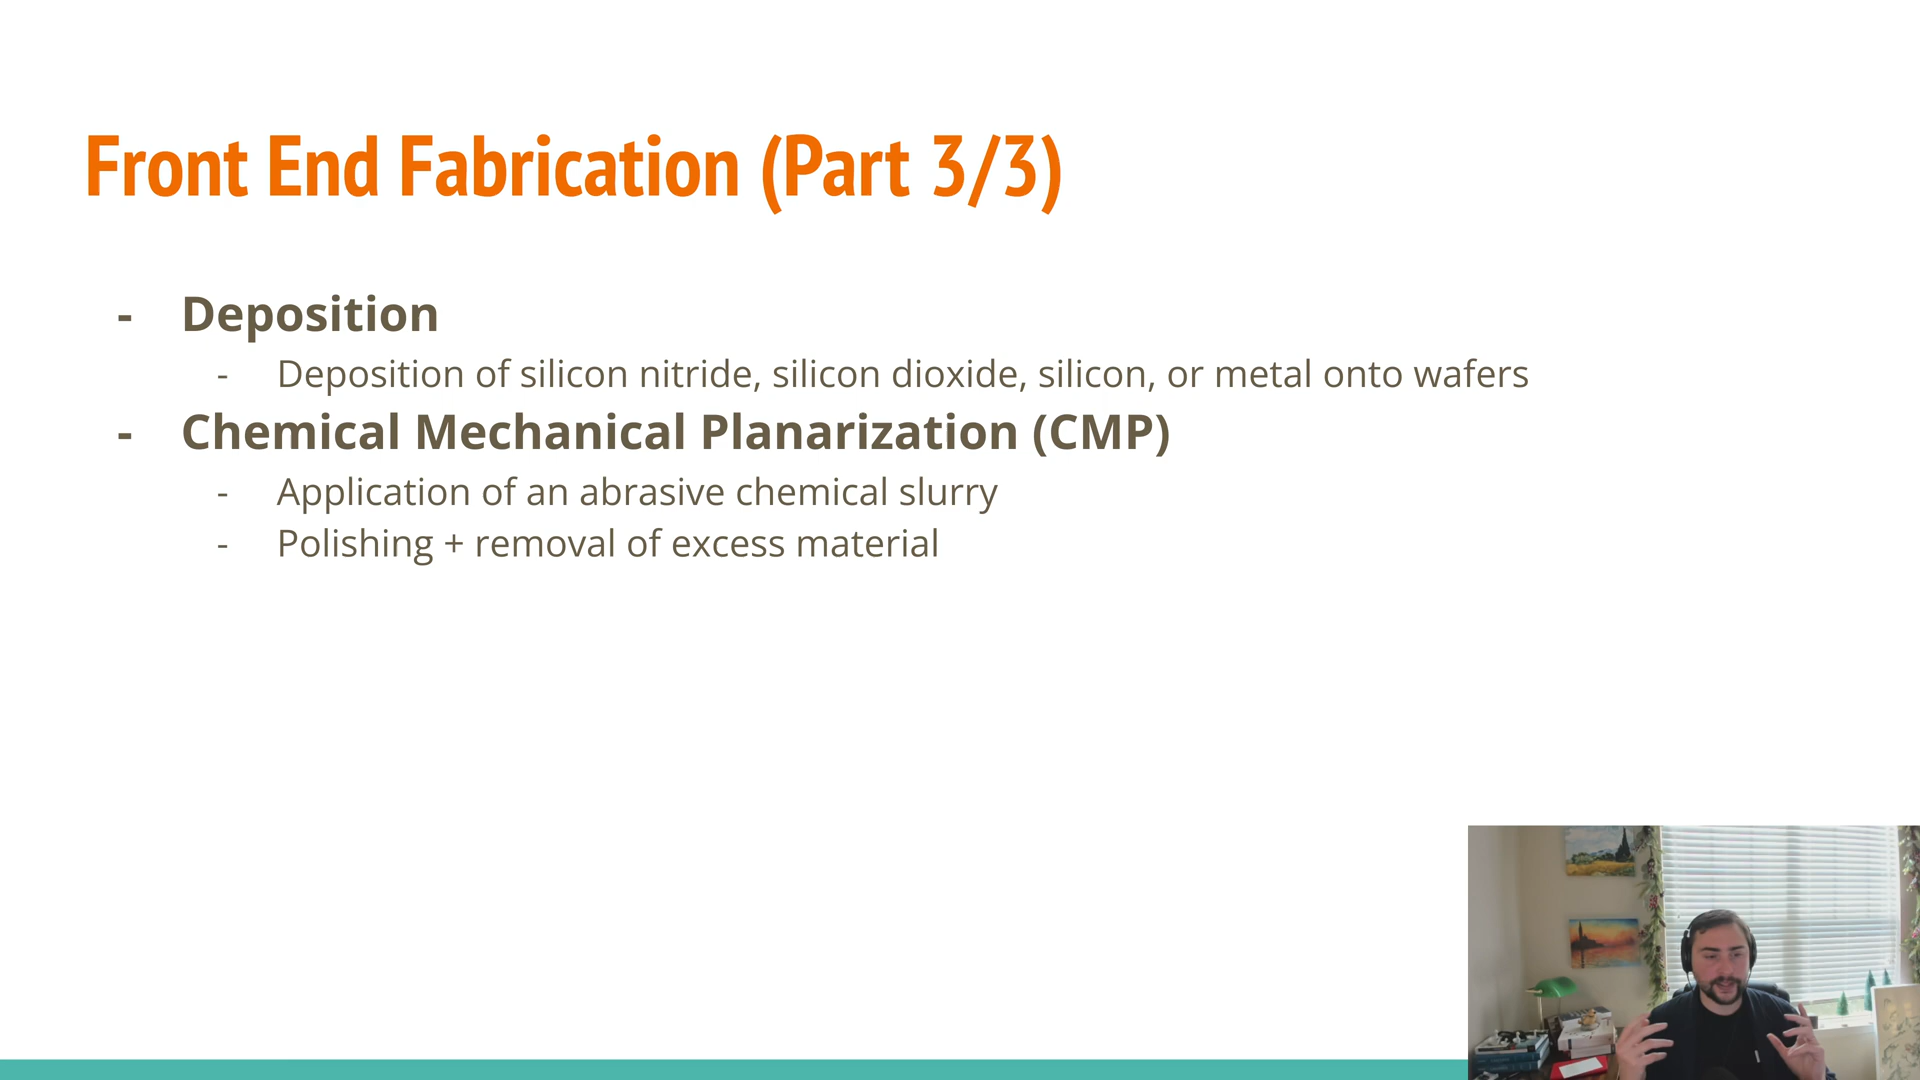 Front End Fabrication (Part 3/3)
- Deposition
- Deposition of silicon nitride, silicon dioxide, silicon, or metal onto wafers
- Chemical Mechanical Planarization (CMP)
- Application of an abrasive chemical slurry
- Polishing + removal of excess material